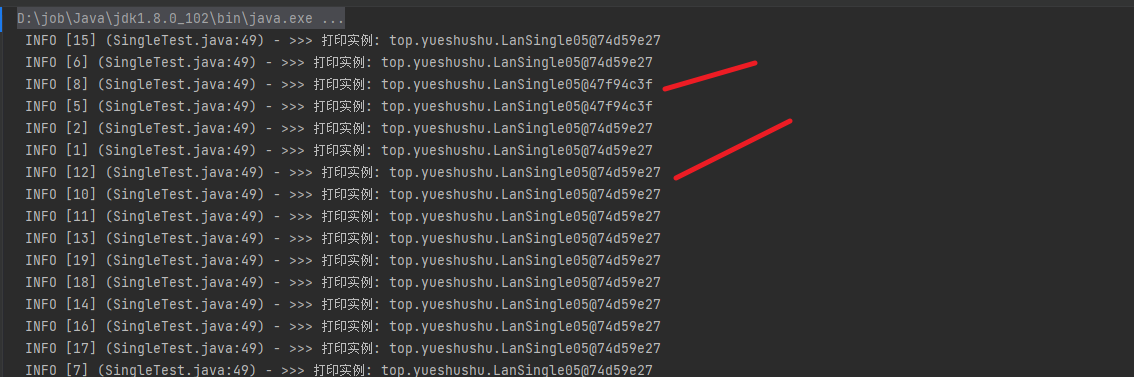 D:\job\Java\jdk1.8.0_102\bin\java.exe ...
INFO [15] (SingleTest.java:49) - >>> 打印实例: top.yueshushu.LanSingle05@74d59e27
INFO [6] (SingleTest.java:49) - >>> 打印实例: top.yueshushu.LanSingle05@74d59e27
INFO [8] (SingleTest.java:49) - >>> 打印实例: top.yueshushu.LanSingle05@47f94c3f
INFO [5] (SingleTest.java:49) - >>> 打印实例: top.yueshushu.LanSingle05@47f94c3f
INFO [2] (SingleTest.java:49) - >>> 打印实例: top.yueshushu.LanSingle05@74d59e27
INFO [1] (SingleTest.java:49) - >>> 打印实例: top.yueshushu.LanSingle05@74d59e27
INFO [12] (SingleTest.java:49) - >>> 打印实例: top.yueshushu.LanSingle05@74d59e27
INFO [10] (SingleTest.java:49) - >>> 打印实例: top.yueshushu.LanSingle05@74d59e27
INFO [11] (SingleTest.java:49) - >>> 打印实例: top.yueshushu.LanSingle05@74d59e27
INFO [13] (SingleTest.java:49) - >>> 打印实例: top.yueshushu.LanSingle05@74d59e27
INFO [19] (SingleTest.java:49) - >>> 打印实例: top.yueshushu.LanSingle05@74d59e27
INFO [18] (SingleTest.java:49) - >>> 打印实例: top.yueshushu.LanSingle05@74d59e27
INFO [14] (SingleTest.java:49) - >>> 打印实例: top.yueshushu.LanSingle05@74d59e27
INFO [16] (SingleTest.java:49) - >>> 打印实例: top.yueshushu.LanSingle05@74d59e27
INFO [17] (SingleTest.java:49) - >>> 打印实例: top.yueshushu.LanSingle05@74d59e27
INFO [7] (SingleTest.java:49) - >>> 打印实例: top.yueshushu.LanSingle05@74d59e27